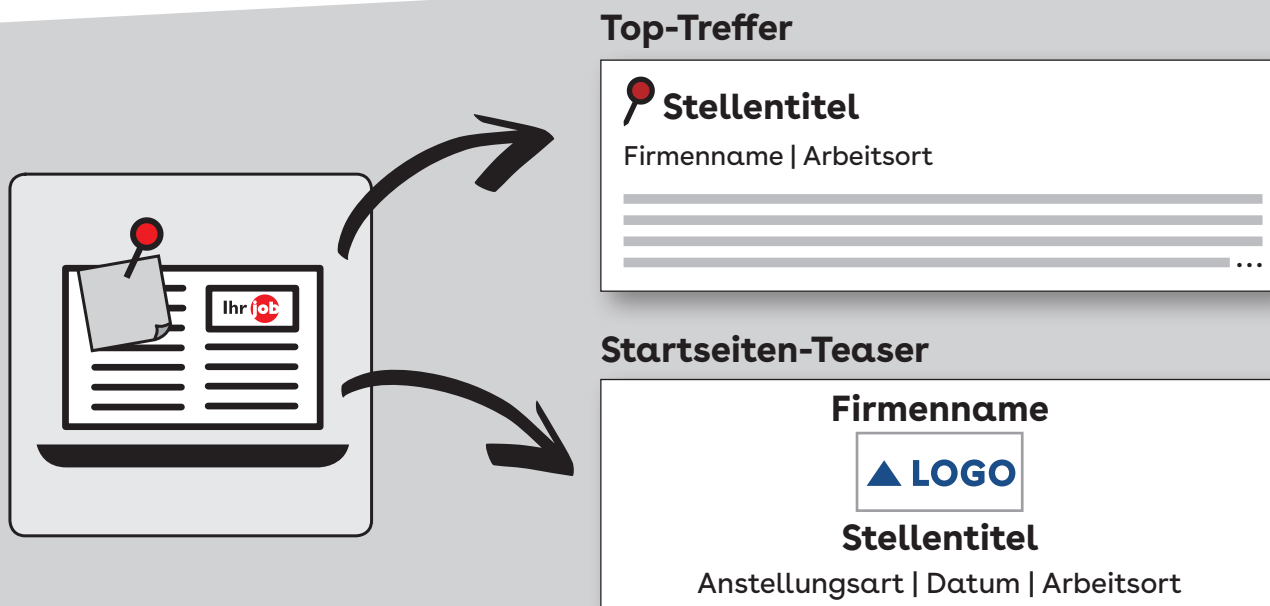 Top-Treffer
Stellentitel
Firmenname | Arbeitsort
...
Ihr job
Startseiten-Teaser
Firmenname
LOGO
Stellentitel
Anstellungsart | Datum | Arbeitsort